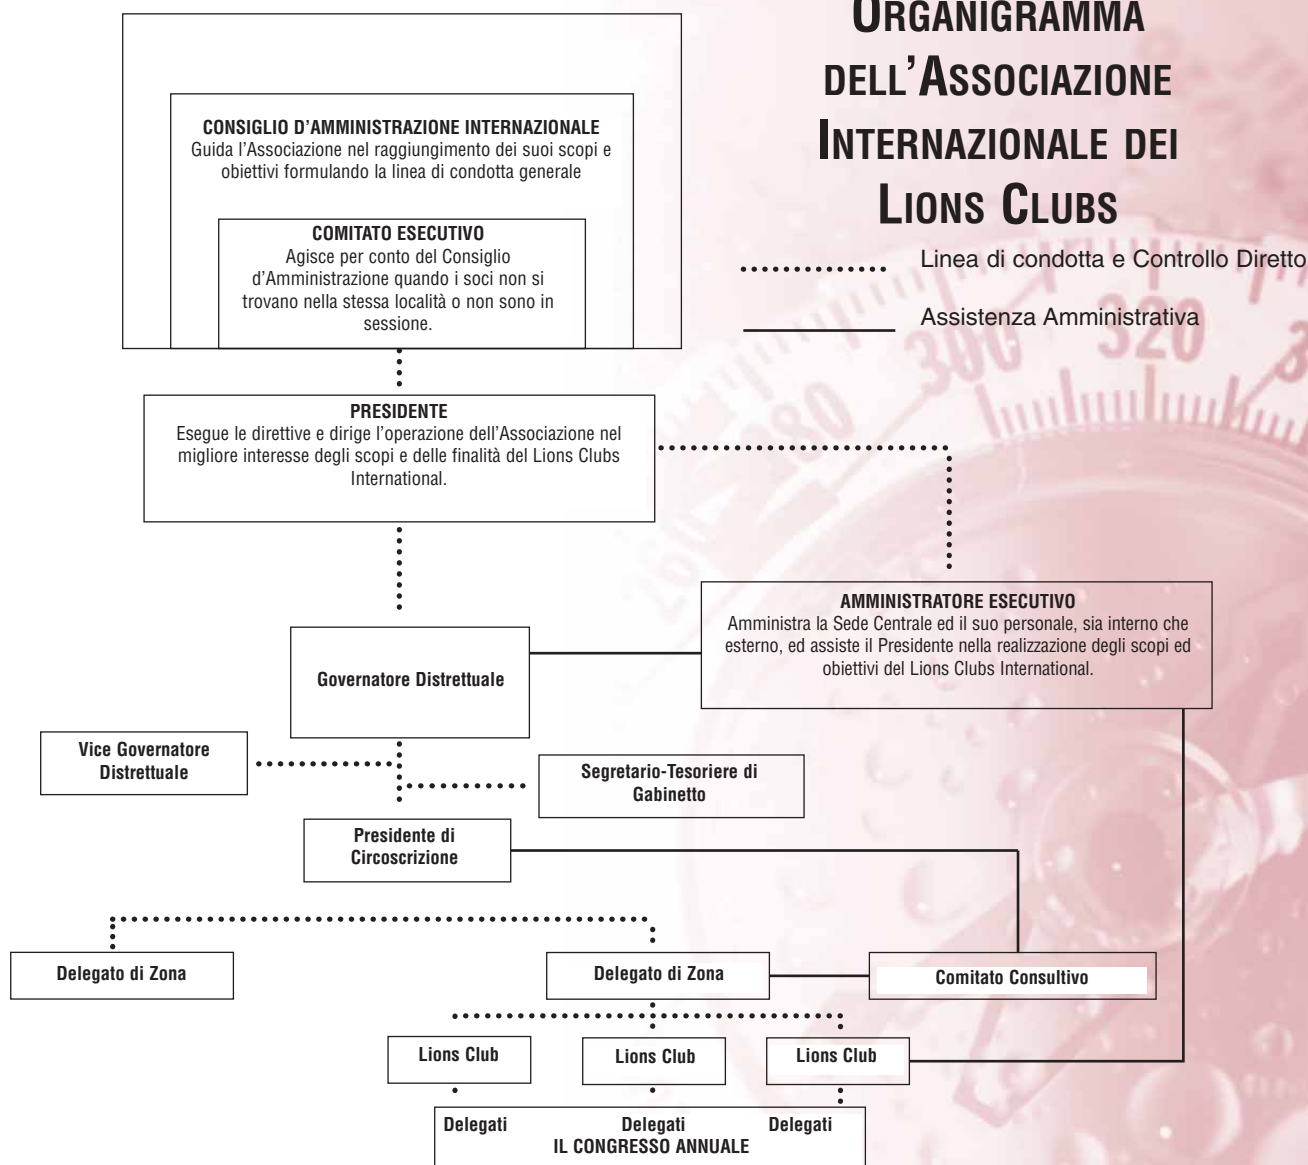 ORGANIGRAMMA
DELL'ASSOCIAZIONE
INTERNAZIONALE DEI
LIONS CLUBS
Linea di condotta e Controllo Diretto
Assistenza Amministrativa
CONSIGLIO D'AMMINISTRAZIONE INTERNAZIONALE
Guida l'Associazione nel raggiungimento dei suoi scopi e
obiettivi formulando la linea di condotta generale
COMITATO ESECUTIVO
Agisce per conto del Consiglio
d'Amministrazione quando i soci non si
trovano nella stessa località o non sono in
sessione.
PRESIDENTE
Esegue le direttive e dirige l'operazione dell'Associazione nel
migliore interesse degli scopi e delle finalità del Lions Clubs
International.
AMMINISTRATORE ESECUTIVO
Amministra la Sede Centrale ed il suo personale, sia interno che
esterno, ed assiste il Presidente nella realizzazione degli scopi ed
obiettivi del Lions Clubs International.
Governatore Distrettuale
Vice Governatore
Distrettuale
Segretario-Tesoriere di
Gabinetto
Presidente di
Circoscrizione
Delegato di Zona
Delegato di Zona
Comitato Consultivo
Lions Club
Lions Club
Lions Club
Delegati Delegati Delegati
IL CONGRESSO ANNUALE
260
280
300
320